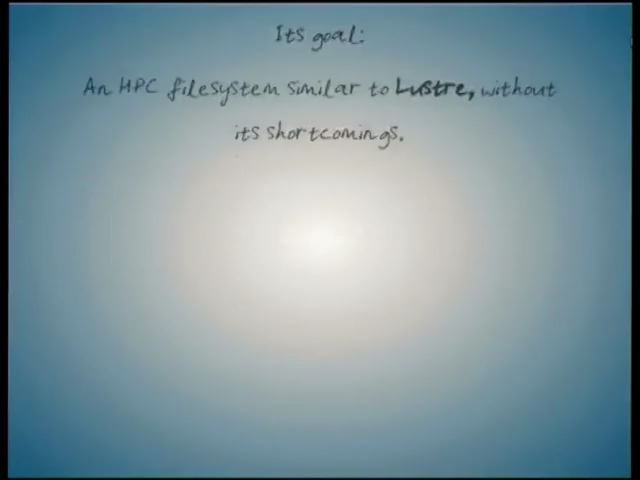 Its goal:
An HPC filesystem similar to Lustre, without
its shortcomings.